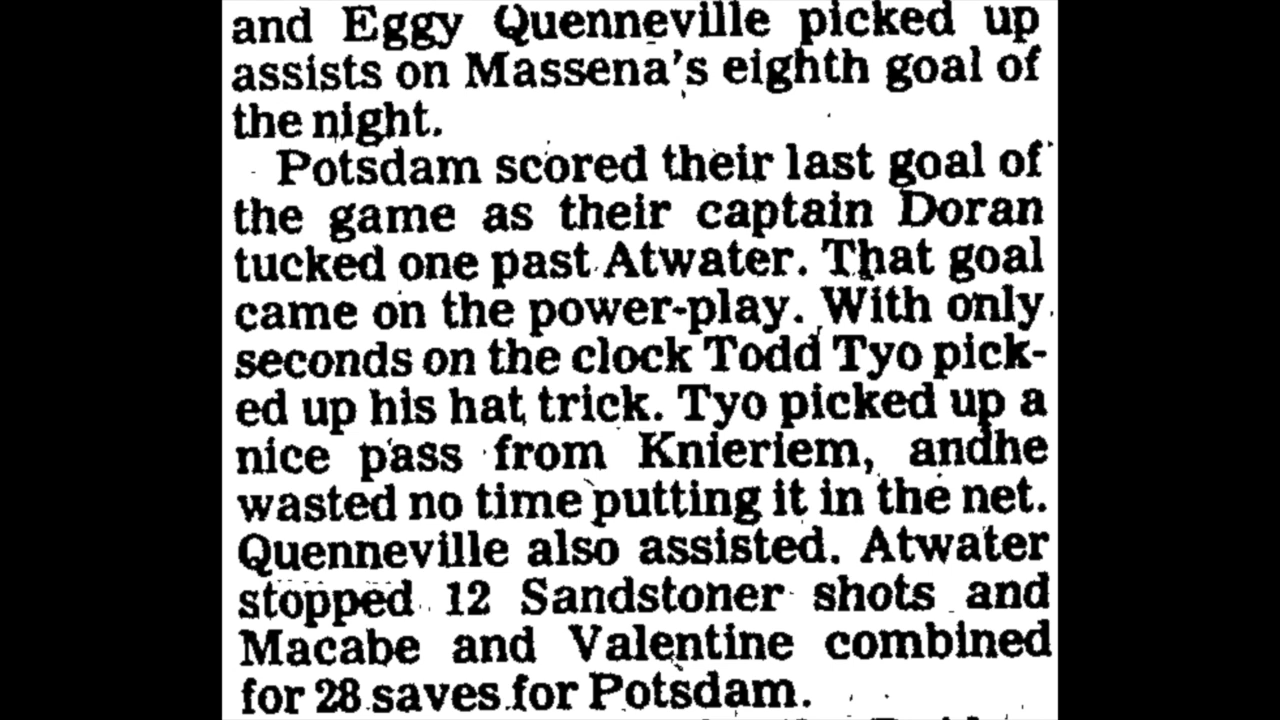 and Eggy Quenneville picked up
assists on Massena's eighth goal of
the night.
Potsdam scored their last goal of
the game as their captain Doran
tucked one past Atwater. That goal
came on the power-play. With only
seconds on the clock Todd Tyo pick-
ed up his hat trick. Tyo picked up a
nice pass from Knieriem, andhe
wasted no time putting it in the net.
Quenneville also assisted. Atwater
stopped 12 Sandstoner shots and
Macabe and Valentine combined
for 28 saves for Potsdam.